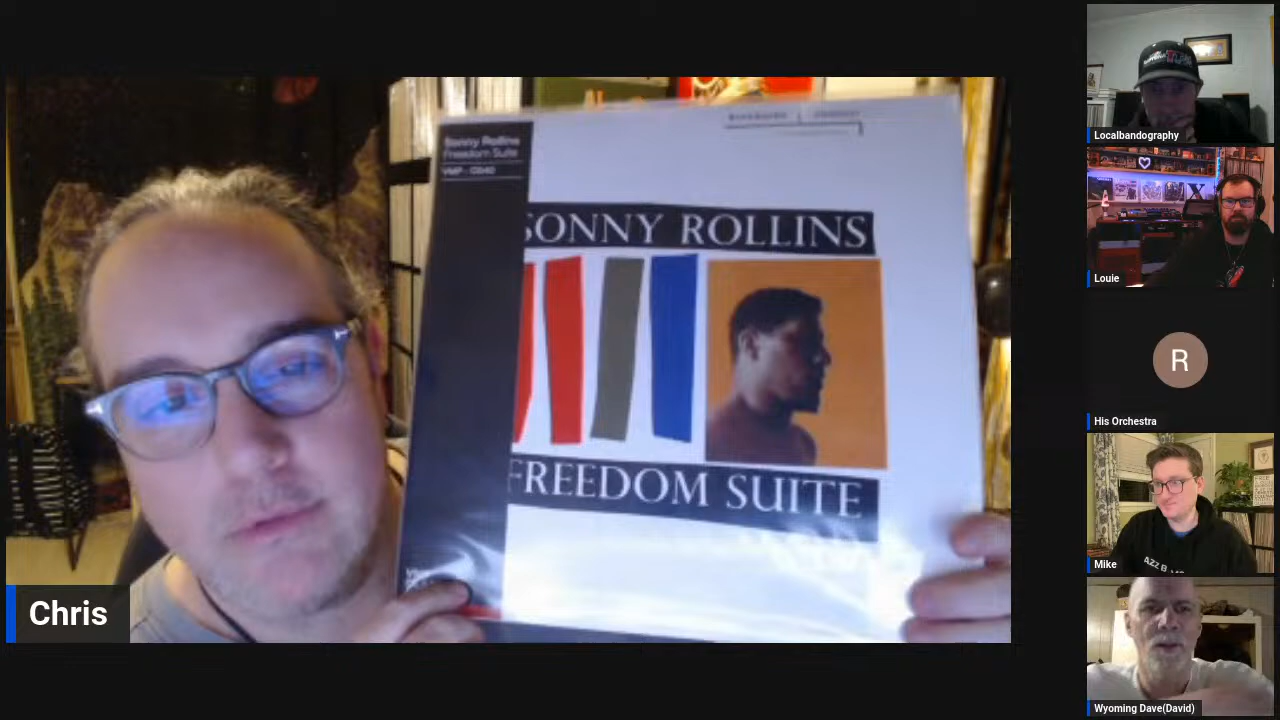 Sonny Rollins
Freedom Suite
SONNY ROLLINS
FREEDOM SUITE
Chris
Localbandography
Louie
R
His Orchestra
Mike
Wyoming Dave(David)